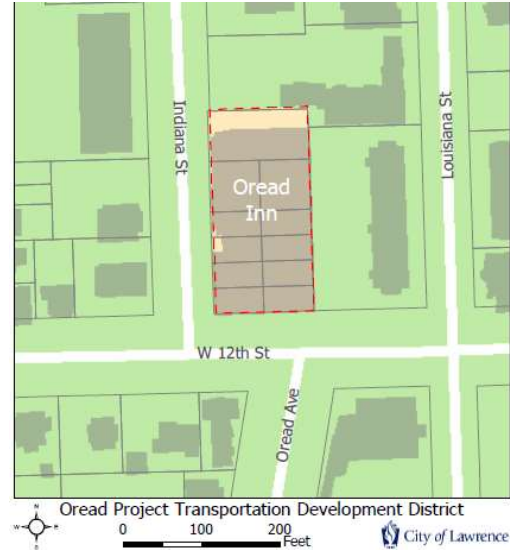 Indiana St
Louisiana St
Oread
Inn
W 12th St
Oread Ave
Oread Project Transportation Development District
N
W E
S
0 100 200
Feet
City of Lawrence